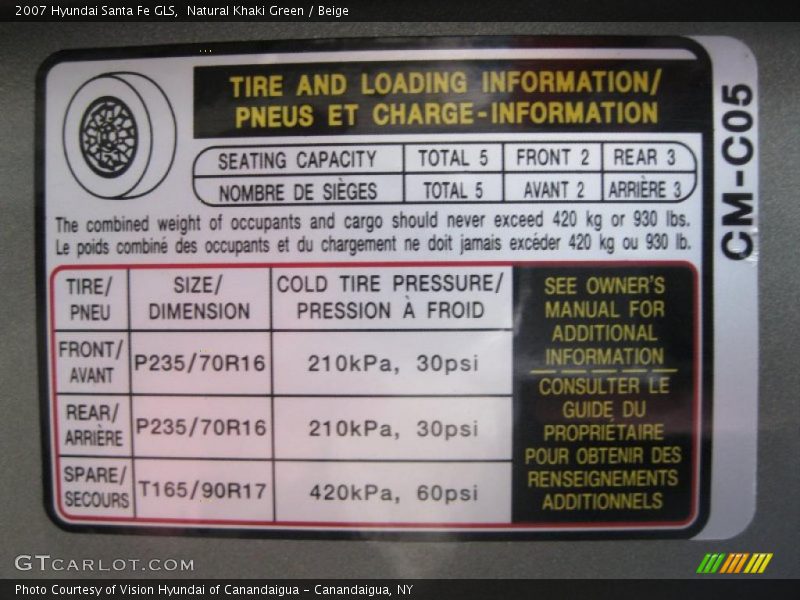 2007 Hyundai Santa Fe GLS,  Natural Khaki Green / Beige
TIRE AND LOADING INFORMATION/
PNEUS ET CHARGE-INFORMATION
SEATING CAPACITY TOTAL 5 FRONT 2 REAR 3
NOMBRE DE SIÈGES TOTAL 5 AVANT 2 ARRIÈRE 3
The combined weight of occupants and cargo should never exceed 420 kg or 930 lbs.
Le poids combiné des occupants et du chargement ne doit jamais excéder 420 kg ou 930 lb.
CM-C05
TIRE/
PNEU
SIZE/
DIMENSION
COLD TIRE PRESSURE/
PRESSION À FROID
FRONT/
AVANT
P235/70R16
210kPa, 30psi
REAR/
ARRIÈRE
P235/70R16
210kPa, 30psi
SPARE/
SECOURS
T165/90R17
420kPa, 60psi
SEE OWNER'S
MANUAL FOR
ADDITIONAL
INFORMATION
CONSULTER LE
GUIDE DU
PROPRIÉTAIRE
POUR OBTENIR DES
RENSEIGNEMENTS
ADDITIONNELS
GTCARLOT.COM
Photo Courtesy of Vision Hyundai of Canandaigua - Canandaigua, NY